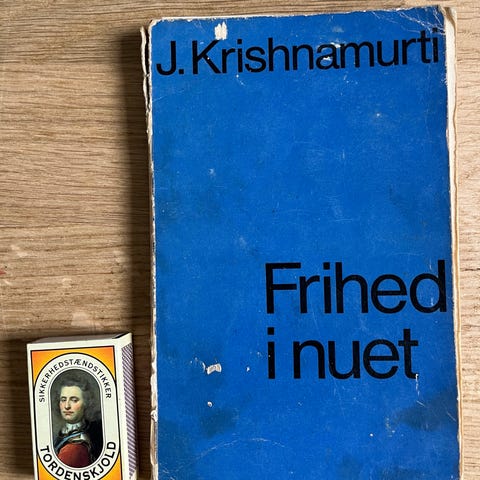 J. Krishnamurti
Frihed
i nuet
SIKKERHEDSTÆNDSTIKKER
TORDENSKJOLD